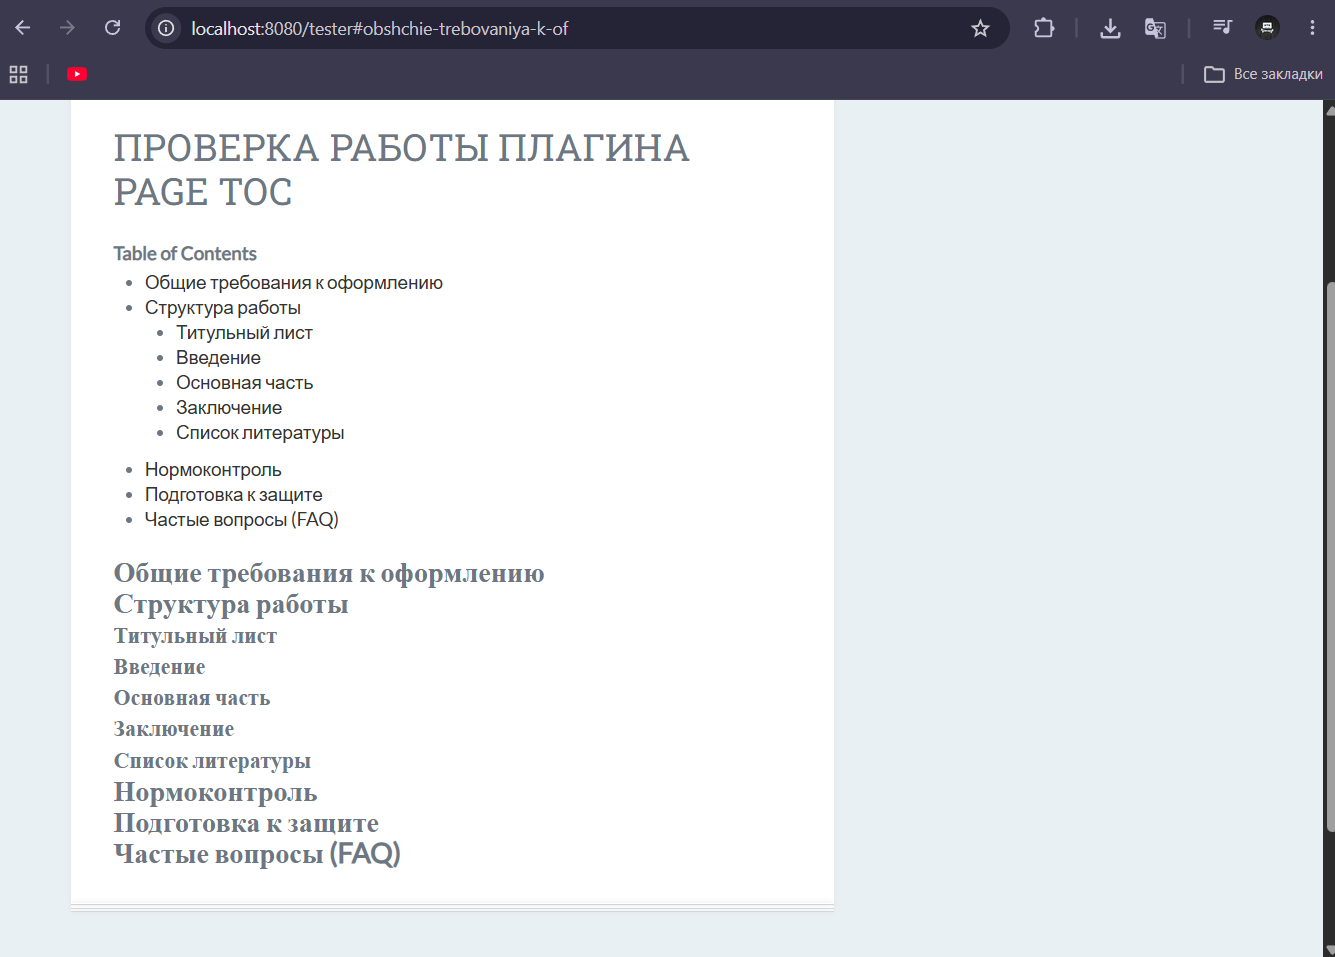 localhost:8080/tester#obshchie-trebovaniya-k-of
Все закладки
ПРОВЕРКА РАБОТЫ ПЛАГИНА
PAGE TOC
Table of Contents
Общие требования к оформлению
Структура работы
Титульный лист
Введение
Основная часть
Заключение
Список литературы
Нормоконтроль
Подготовка к защите
Частые вопросы (FAQ)
Общие требования к оформлению
Структура работы
Титульный лист
Введение
Основная часть
Заключение
Список литературы
Нормоконтроль
Подготовка к защите
Частые вопросы (FAQ)